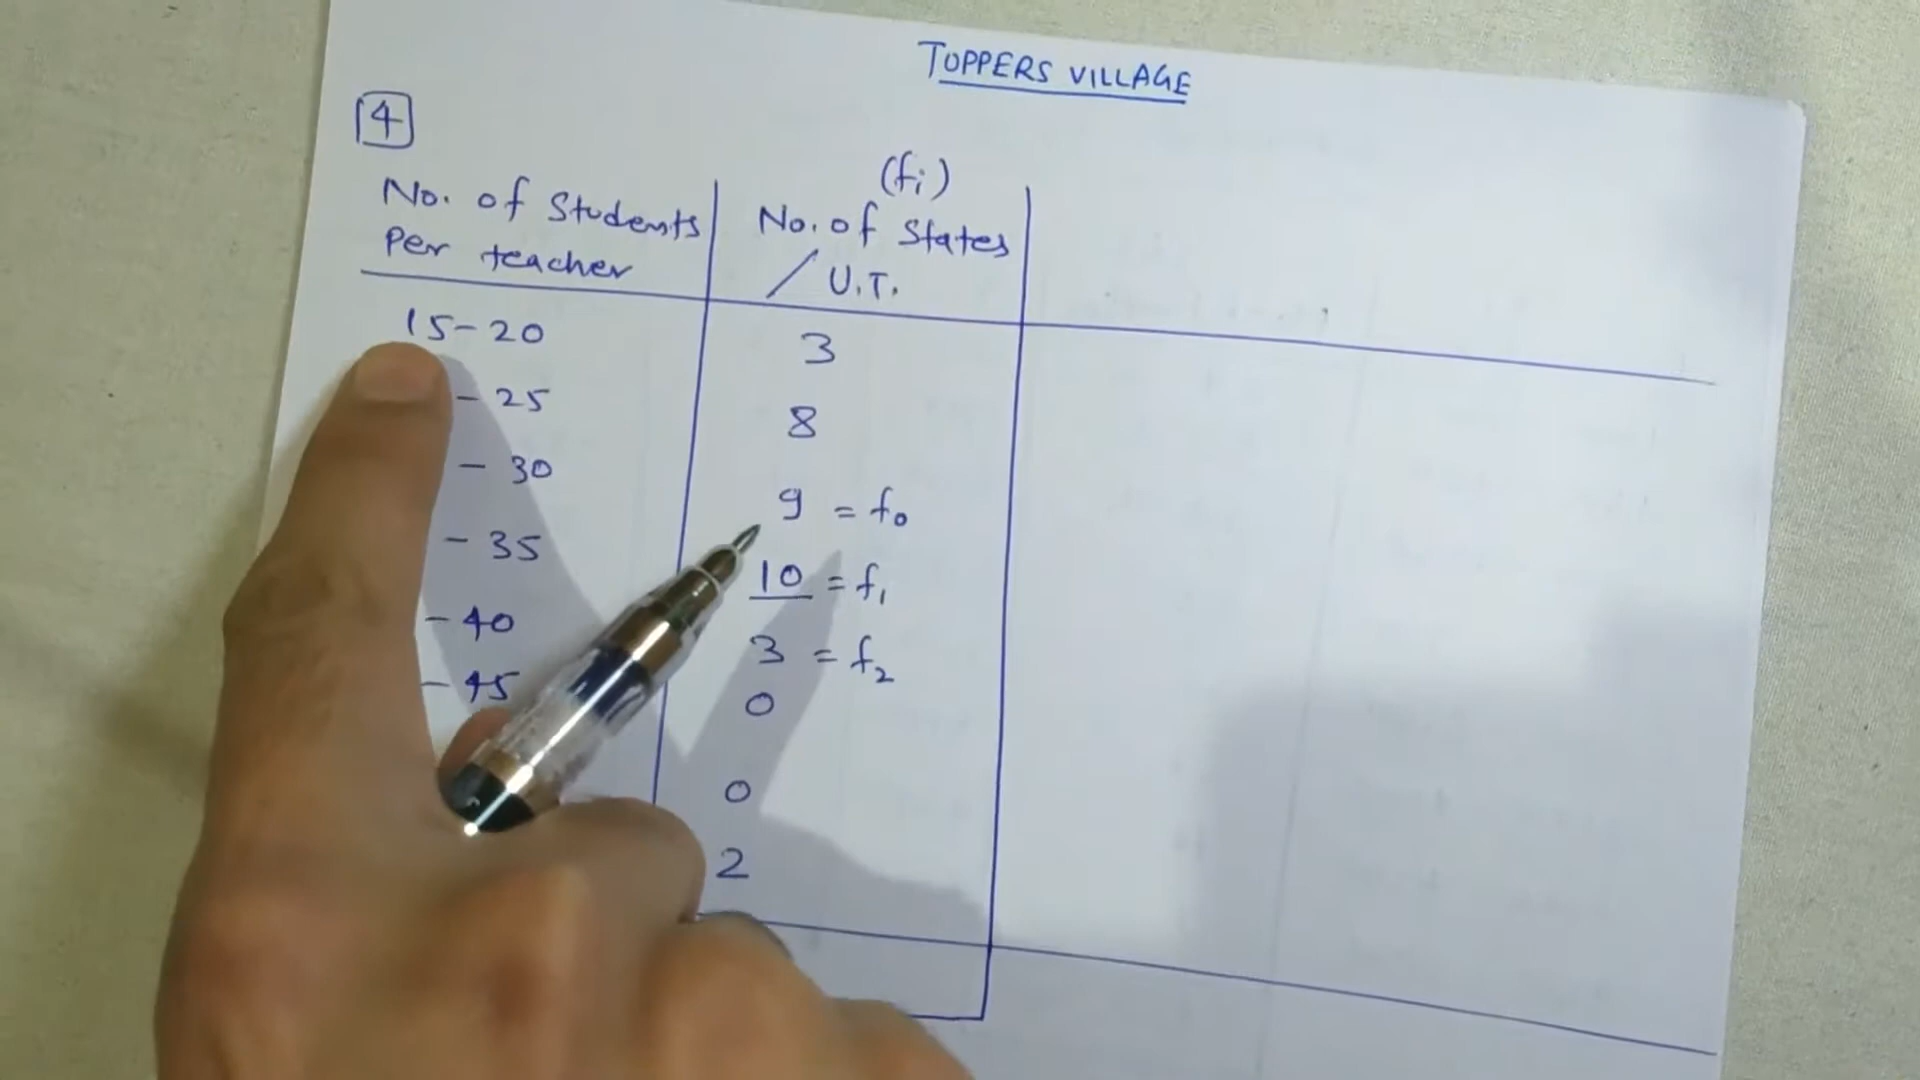 TOPPERS VILLAGE
4
No. of Students
Per teacher
(fi)
No. of States
/ U.T.
15-20 3
- 25 8
- 30 9 = f₀
- 35 10 = f₁
- 40 3 = f₂
- 45 0
0
2